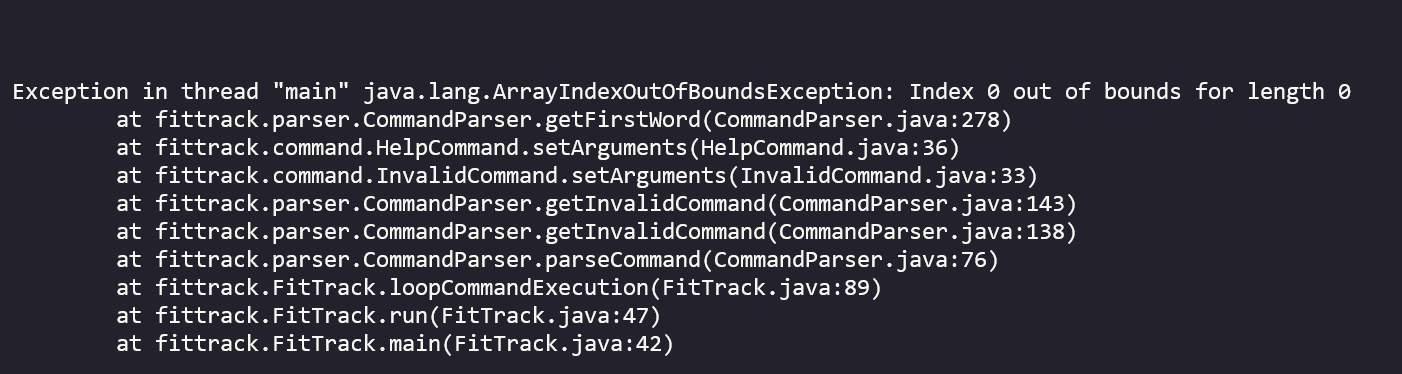 Exception in thread "main" java.lang.ArrayIndexOutOfBoundsException: Index 0 out of bounds for length 0
        at fittrack.parser.CommandParser.getFirstWord(CommandParser.java:278)
        at fittrack.command.HelpCommand.setArguments(HelpCommand.java:36)
        at fittrack.command.InvalidCommand.setArguments(InvalidCommand.java:33)
        at fittrack.parser.CommandParser.getInvalidCommand(CommandParser.java:143)
        at fittrack.parser.CommandParser.getInvalidCommand(CommandParser.java:138)
        at fittrack.parser.CommandParser.parseCommand(CommandParser.java:76)
        at fittrack.FitTrack.loopCommandExecution(FitTrack.java:89)
        at fittrack.FitTrack.run(FitTrack.java:47)
        at fittrack.FitTrack.main(FitTrack.java:42)